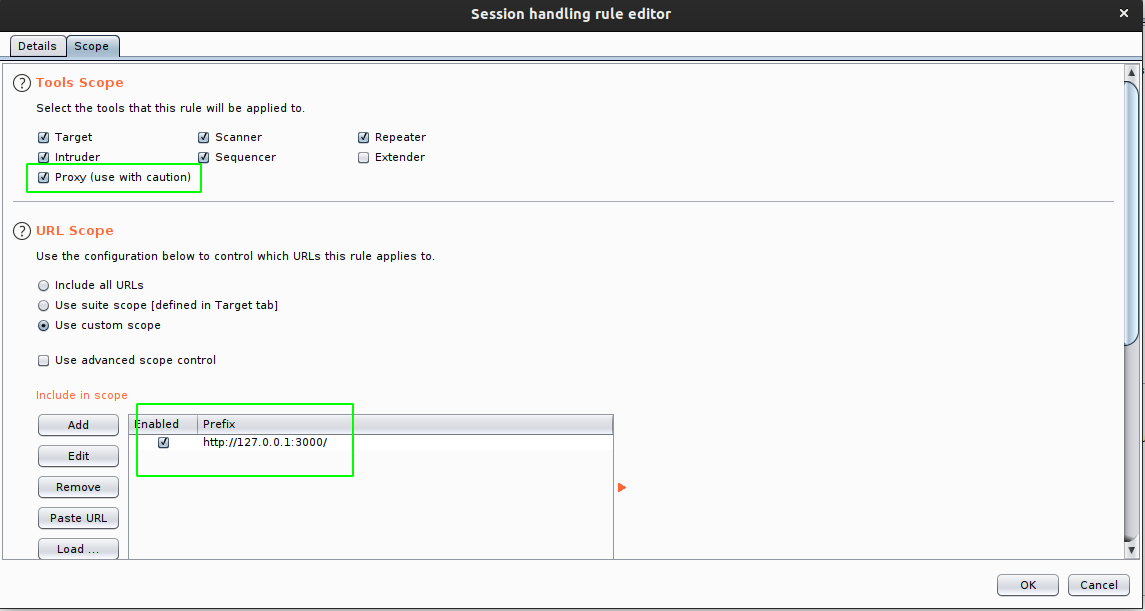 Session handling rule editor ×
Details Scope
? Tools Scope
Select the tools that this rule will be applied to.
Target Scanner Repeater
Intruder Sequencer Extender
Proxy (use with caution)
? URL Scope
Use the configuration below to control which URLs this rule applies to.
Include all URLs
Use suite scope [defined in Target tab]
Use custom scope
Use advanced scope control
Include in scope
Add Enabled Prefix
http://127.0.0.1:3000/
Edit
Remove
Paste URL
Load ...
OK Cancel